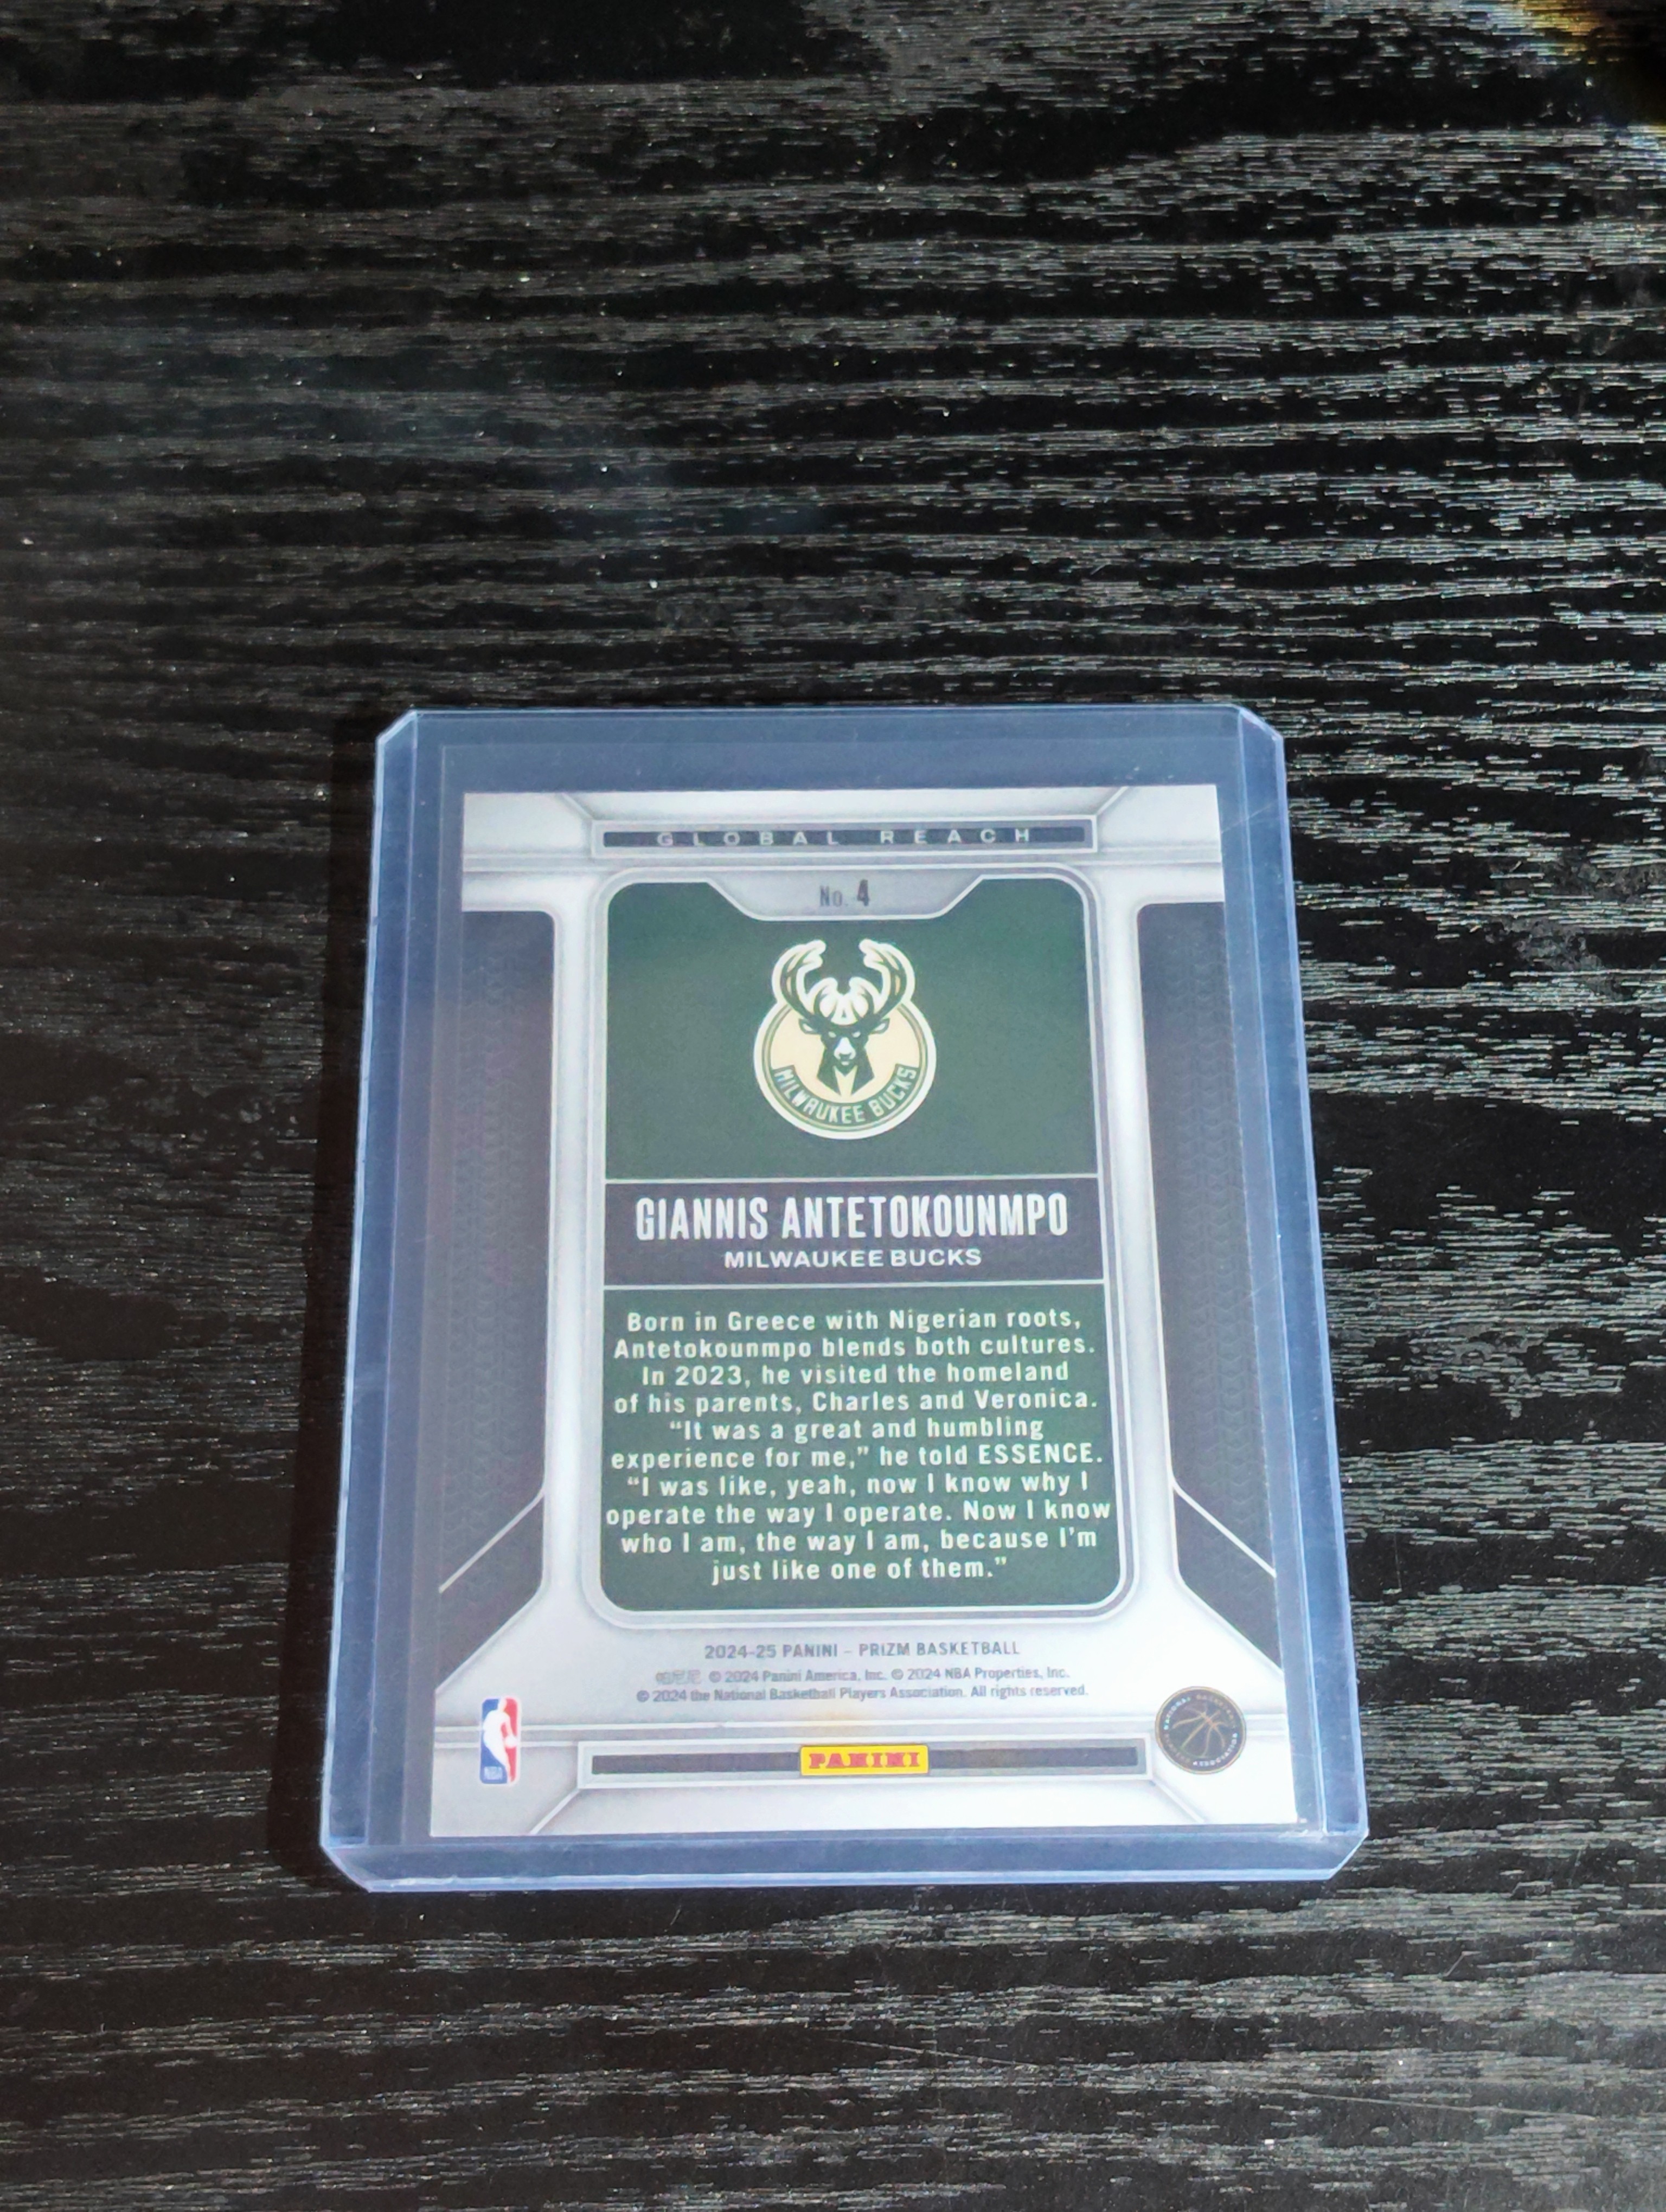 GLOBAL REACH
No. 4
MILWAUKEE BUCKS
GIANNIS ANTETOKOUNMPO
MILWAUKEE BUCKS
Born in Greece with Nigerian roots,
Antetokounmpo blends both cultures.
In 2023, he visited the homeland
of his parents, Charles and Veronica.
“It was a great and humbling
experience for me,” he told ESSENCE.
“I was like, yeah, now I know why I
operate the way I operate. Now I know
who I am, the way I am, because I’m
just like one of them.”
2024-25 PANINI – PRIZM BASKETBALL
帕尼尼 © 2024 Panini America, Inc. © 2024 NBA Properties, Inc.
© 2024 the National Basketball Players Association. All rights reserved.
NBA
PANINI